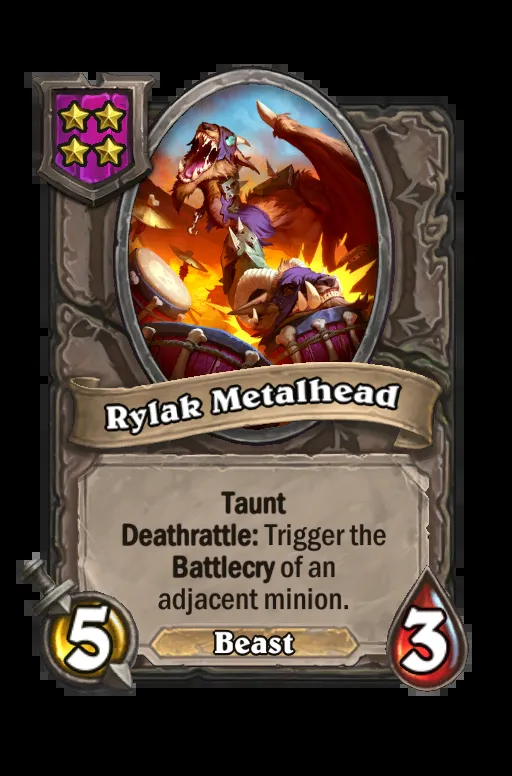 Rylak Metalhead
Taunt
Deathrattle: Trigger the
Battlecry of an
adjacent minion.
5
Beast
3